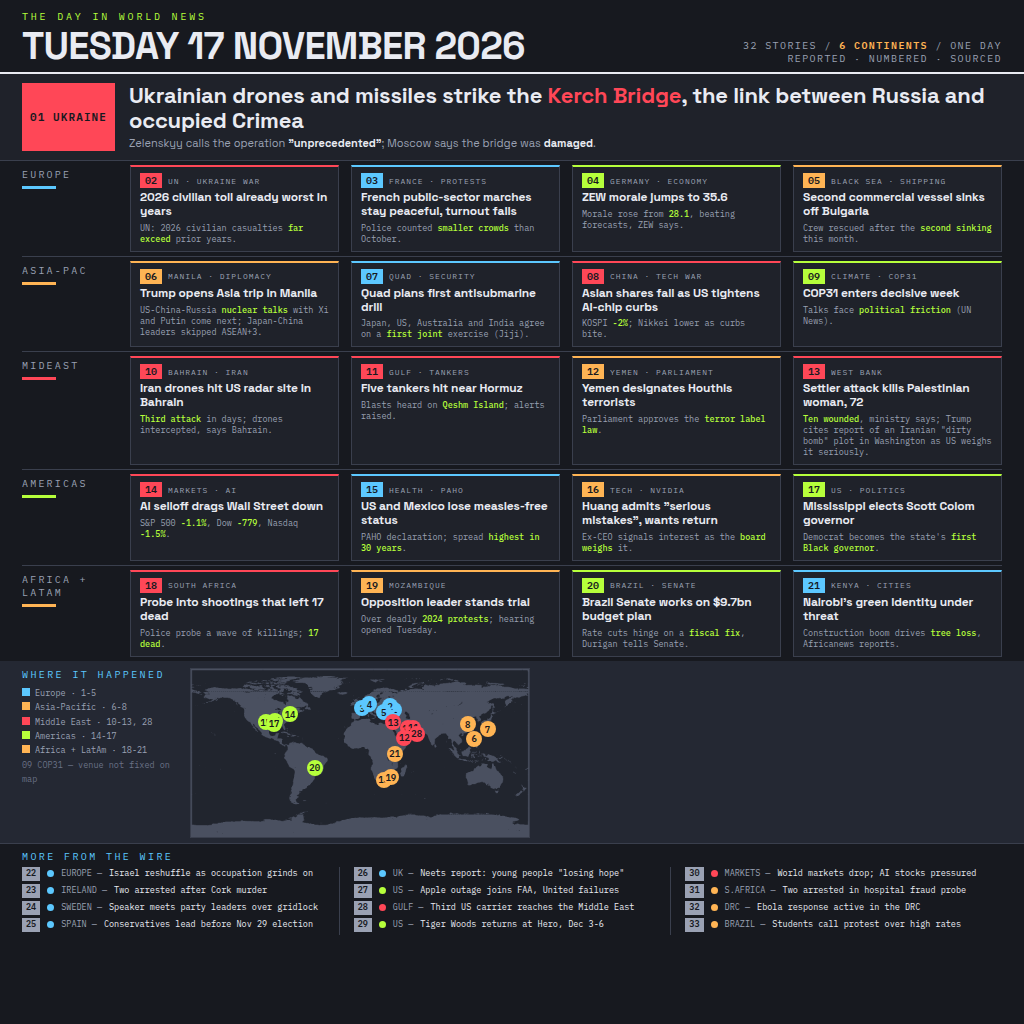 THE DAY IN WORLD NEWS
TUESDAY 17 NOVEMBER 2026
32 STORIES / 6 CONTINENTS / ONE DAY
REPORTED · NUMBERED · SOURCED
01 UKRAINE
Ukrainian drones and missiles strike the Kerch Bridge, the link between Russia and
occupied Crimea
Zelenskyy calls the operation "unprecedented"; Moscow says the bridge was damaged.
EUROPE
02 UN · UKRAINE WAR
2026 civilian toll already worst in
years
UN: 2026 civilian casualties far
exceed prior years.
03 FRANCE · PROTESTS
French public-sector marches
stay peaceful, turnout falls
Police counted smaller crowds than
October.
04 GERMANY · ECONOMY
ZEW morale jumps to 35.6
Morale rose from 28.1, beating
forecasts, ZEW says.
05 BLACK SEA · SHIPPING
Second commercial vessel sinks
off Bulgaria
Crew rescued after the second sinking
this month.
ASIA-PAC
06 MANILA · DIPLOMACY
Trump opens Asia trip in Manila
US-China-Russia nuclear talks with Xi
and Putin come next; Japan-China
leaders skipped ASEAN+3.
07 QUAD · SECURITY
Quad plans first antisubmarine
drill
Japan, US, Australia and India agree
on a first joint exercise (Jiji).
08 CHINA · TECH WAR
Asian shares fall as US tightens
AI-chip curbs
KOSPI -2%; Nikkei lower as curbs
bite.
09 CLIMATE · COP31
COP31 enters decisive week
Talks face political friction (UN
News).
MIDEAST
10 BAHRAIN · IRAN
Iran drones hit US radar site in
Bahrain
Third attack in days; drones
intercepted, says Bahrain.
11 GULF · TANKERS
Five tankers hit near Hormuz
Blasts heard on Qeshm Island; alerts
raised.
12 YEMEN · PARLIAMENT
Yemen designates Houthis
terrorists
Parliament approves the terror label
law.
13 WEST BANK
Settler attack kills Palestinian
woman, 72
Ten wounded, ministry says; Trump
cites report of an Iranian "dirty
bomb" plot in Washington as US weighs
it seriously.
AMERICAS
14 MARKETS · AI
AI selloff drags Wall Street down
S&P 500 -1.1%, Dow -779, Nasdaq
-1.5%.
15 HEALTH · PAHO
US and Mexico lose measles-free
status
PAHO declaration; spread highest in
30 years.
16 TECH · NVIDIA
Huang admits "serious
mistakes", wants return
Ex-CEO signals interest as the board
weighs it.
17 US · POLITICS
Mississippi elects Scott Colom
governor
Democrat becomes the state's first
Black governor.
AFRICA +
LATAM
18 SOUTH AFRICA
Probe into shootings that left 17
dead
Police probe a wave of killings; 17
dead.
19 MOZAMBIQUE
Opposition leader stands trial
Over deadly 2024 protests; hearing
opened Tuesday.
20 BRAZIL · SENATE
Brazil Senate works on $9.7bn
budget plan
Rate cuts hinge on a fiscal fix,
Durigan tells Senate.
21 KENYA · CITIES
Nairobi's green identity under
threat
Construction boom drives tree loss,
Africanews reports.
WHERE IT HAPPENED
Europe · 1-5
Asia-Pacific · 6-8
Middle East · 10-13, 28
Americas · 14-17
Africa + LatAm · 18-21
09 COP31 — venue not fixed on
map
4
5
14
17
13
12
28
8
7
6
21
20
19
MORE FROM THE WIRE
22 EUROPE — Israel reshuffle as occupation grinds on
23 IRELAND — Two arrested after Cork murder
24 SWEDEN — Speaker meets party leaders over gridlock
25 SPAIN — Conservatives lead before Nov 29 election
26 UK — Neets report: young people "losing hope"
27 US — Apple outage joins FAA, United failures
28 GULF — Third US carrier reaches the Middle East
29 US — Tiger Woods returns at Hero, Dec 3-6
30 MARKETS — World markets drop; AI stocks pressured
31 S.AFRICA — Two arrested in hospital fraud probe
32 DRC — Ebola response active in the DRC
33 BRAZIL — Students call protest over high rates